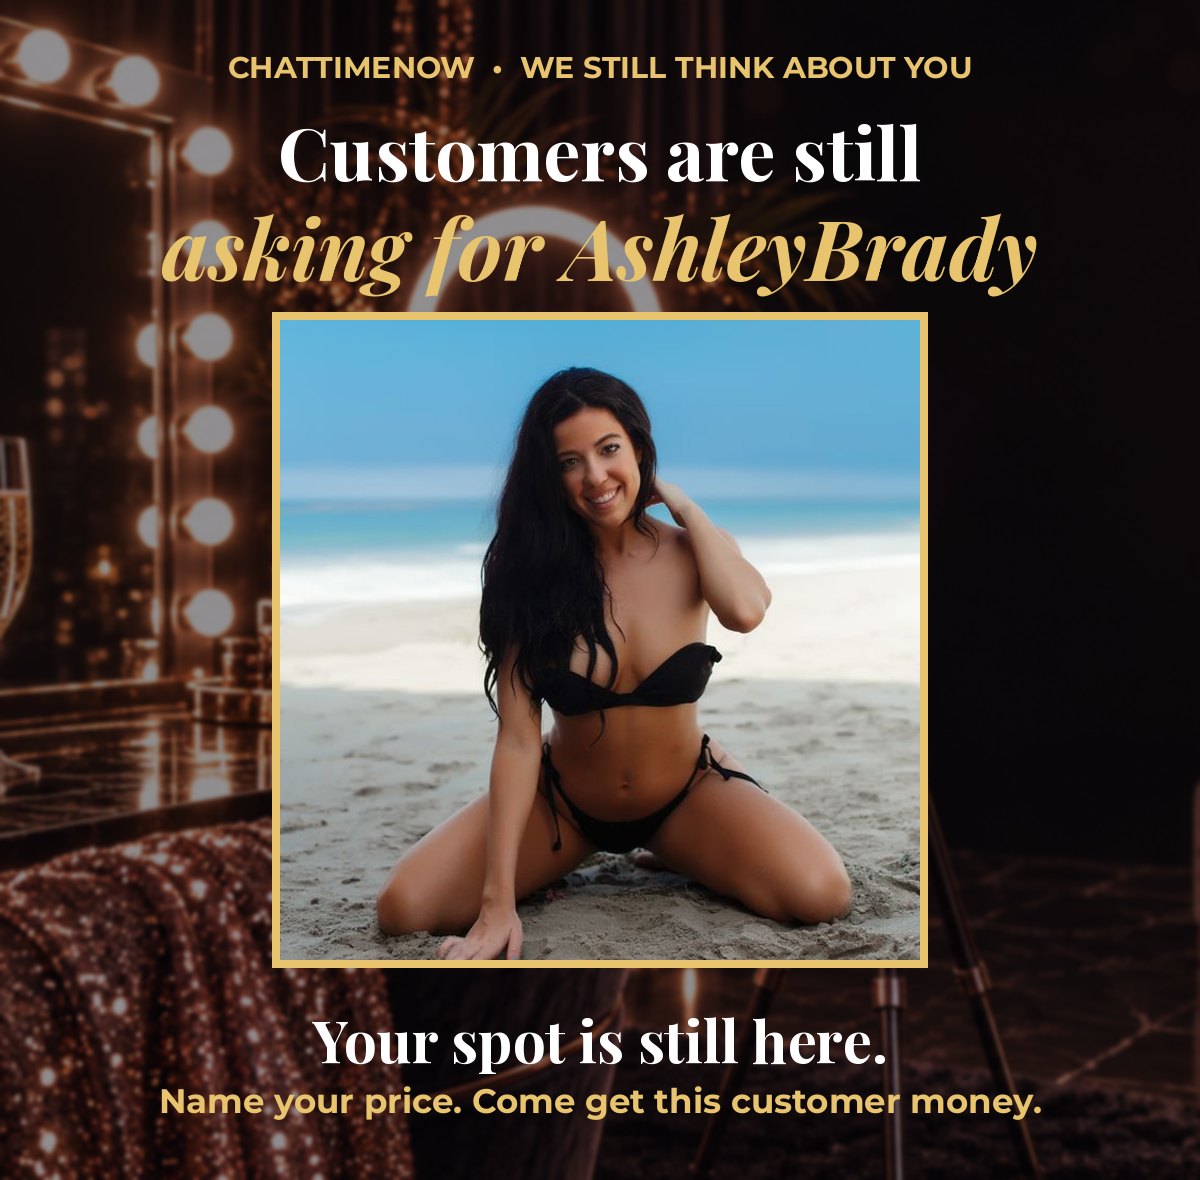 CHATTIMENOW • WE STILL THINK ABOUT YOU
Customers are still
asking for AshleyBrady
Your spot is still here.
Name your price. Come get this customer money.